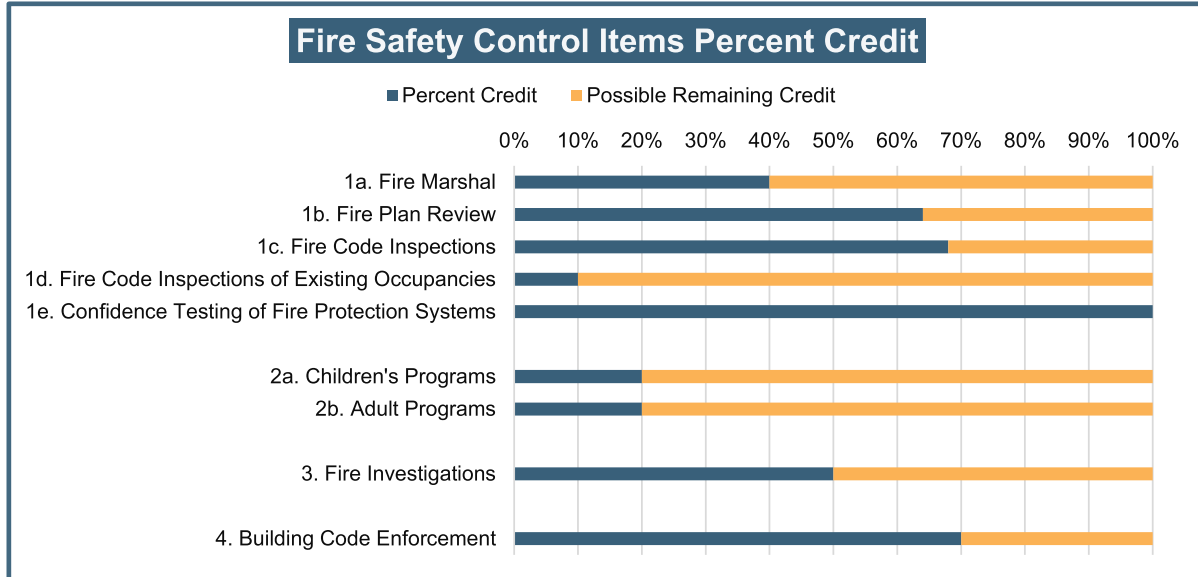 Fire Safety Control Items Percent Credit
Percent Credit Possible Remaining Credit
0% 10% 20% 30% 40% 50% 60% 70% 80% 90% 100%
1a. Fire Marshal
1b. Fire Plan Review
1c. Fire Code Inspections
1d. Fire Code Inspections of Existing Occupancies
1e. Confidence Testing of Fire Protection Systems
2a. Children's Programs
2b. Adult Programs
3. Fire Investigations
4. Building Code Enforcement